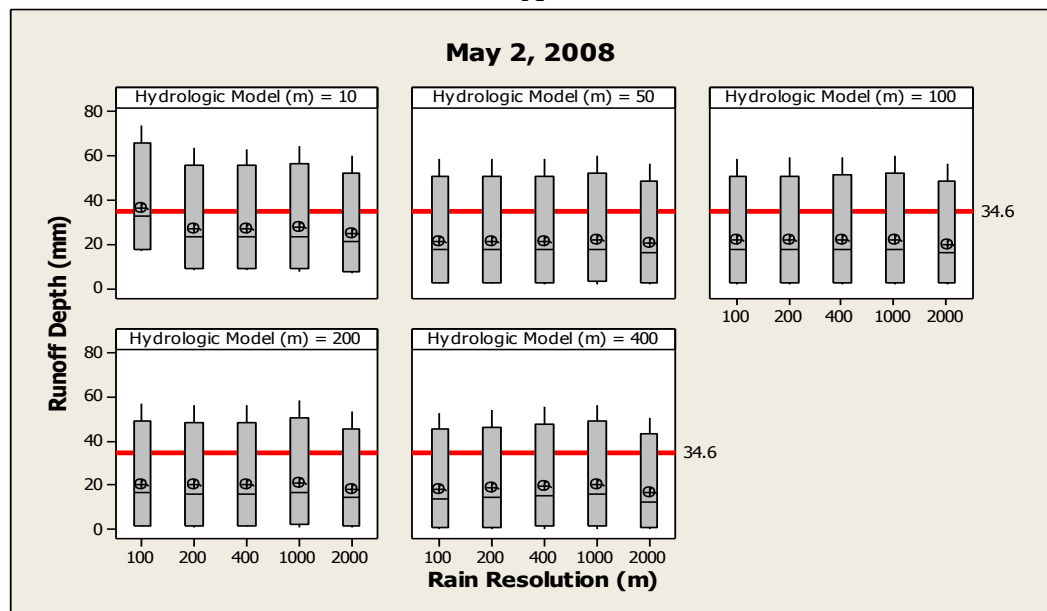 May 2, 2008
Hydrologic Model (m) = 10
Hydrologic Model (m) = 50
Hydrologic Model (m) = 100
80
60
40
20
0
34.6
100 200 400 1000 2000
Hydrologic Model (m) = 200
Hydrologic Model (m) = 400
80
60
40
20
0
34.6
100 200 400 1000 2000
100 200 400 1000 2000
Runoff Depth (mm)
Rain Resolution (m)